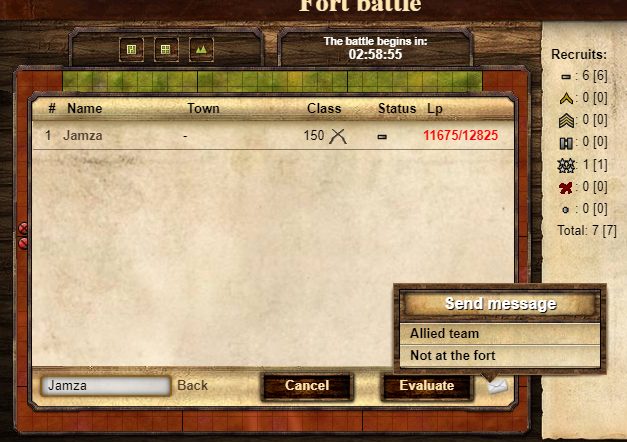 Fort battle
The battle begins in:
02:58:55
# Name Town Class Status Lp
1 Jamza - 150 11675/12825
Recruits:
: 6 [6]
: 0 [0]
: 0 [0]
: 0 [0]
: 1 [1]
: 0 [0]
: 0 [0]
Total: 7 [7]
Send message
Allied team
Not at the fort
Jamza Back Cancel Evaluate